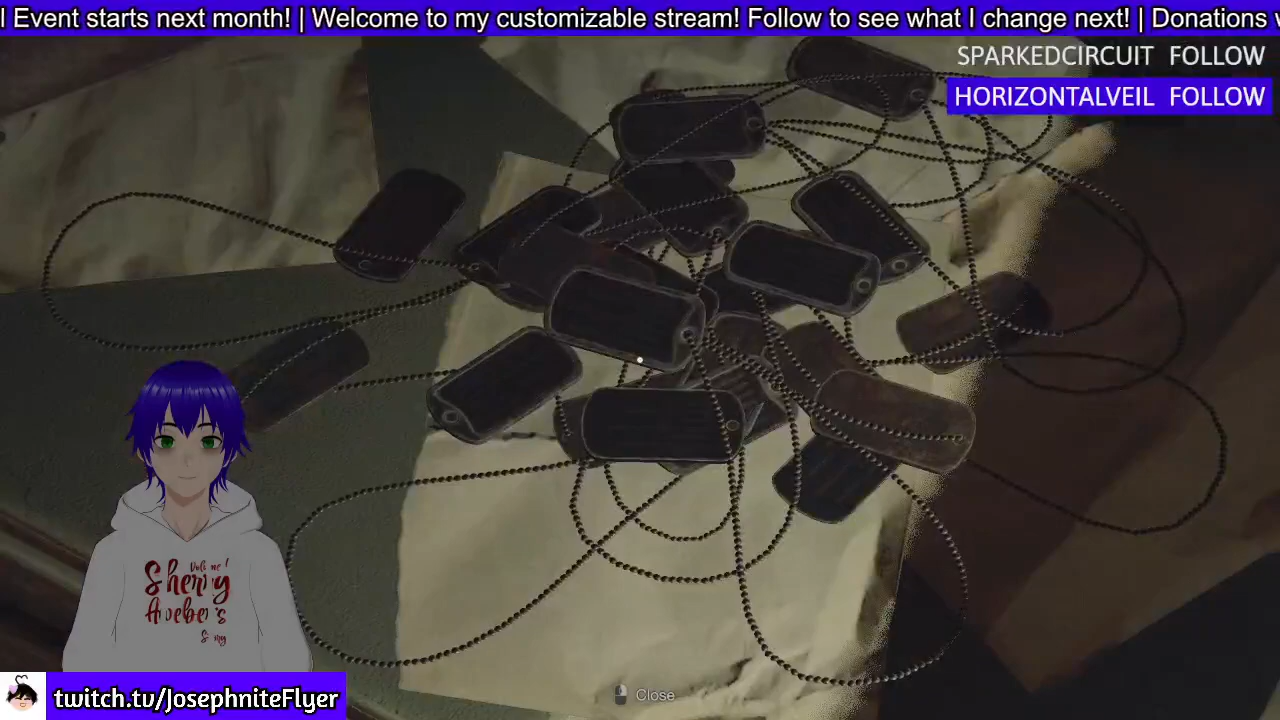 l Event starts next month! | Welcome to my customizable stream! Follow to see what I change next! | Donations
SPARKEDCIRCUIT FOLLOW
HORIZONTALVEIL FOLLOW
Sherry
Close
twitch.tv/JosephniteFlyer